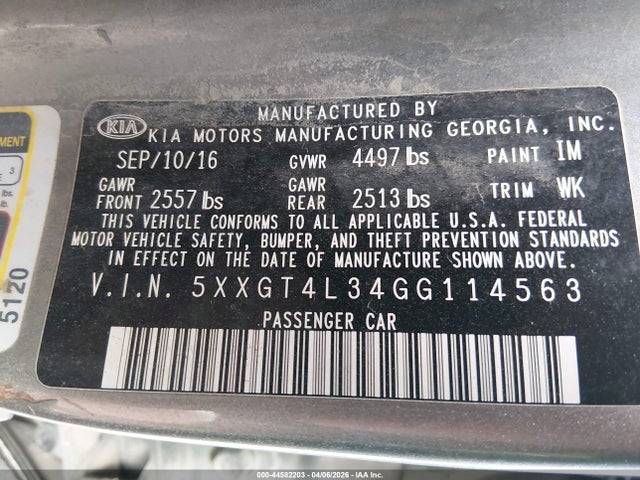 MANUFACTURED BY
KIA KIA MOTORS MANUFACTURING GEORGIA, INC.
SEP/10/16 GVWR 4497 lbs PAINT IM
GAWR FRONT 2557 lbs GAWR REAR 2513 lbs TRIM WK
THIS VEHICLE CONFORMS TO ALL APPLICABLE U.S.A. FEDERAL
MOTOR VEHICLE SAFETY, BUMPER, AND THEFT PREVENTION STANDARDS
IN EFFECT ON THE DATE OF MANUFACTURE SHOWN ABOVE.
V.I.N. 5XXGT4L34GG114563
PASSENGER CAR
3
lbs.
5120
000-44582203 - 04/06/2026 - IAA Inc.